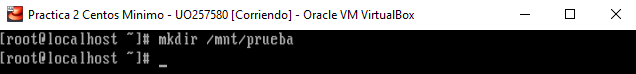 Practica 2 Centos Minimo - UO257580 [Corriendo] - Oracle VM VirtualBox
[root@localhost ~]# mkdir /mnt/prueba
[root@localhost ~]# _